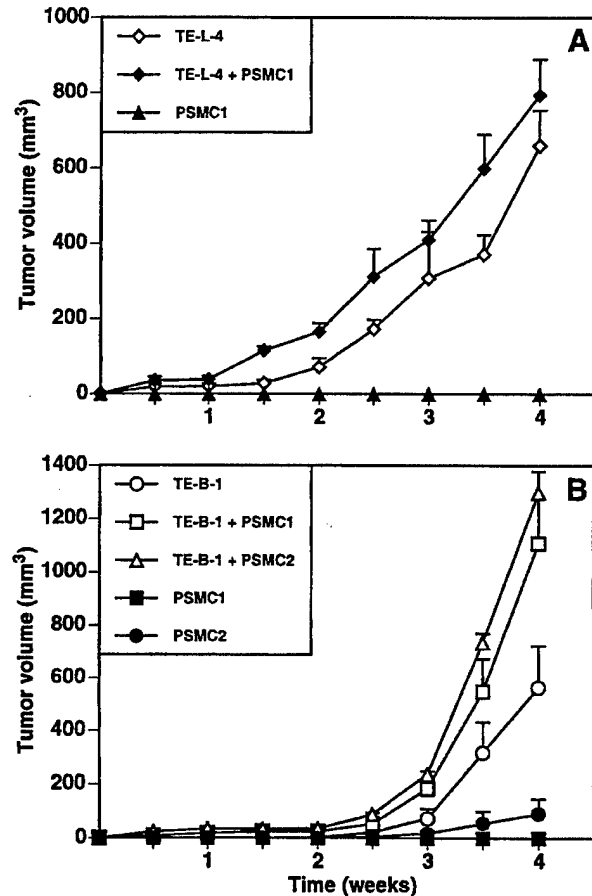 A
TE-L-4
TE-L-4 + PSMC1
PSMC1
Tumor volume (mm³)
1000
800
600
400
200
0
1 2 3 4
B
TE-B-1
TE-B-1 + PSMC1
TE-B-1 + PSMC2
PSMC1
PSMC2
Tumor volume (mm³)
1400
1200
1000
800
600
400
200
0
1 2 3 4
Time (weeks)